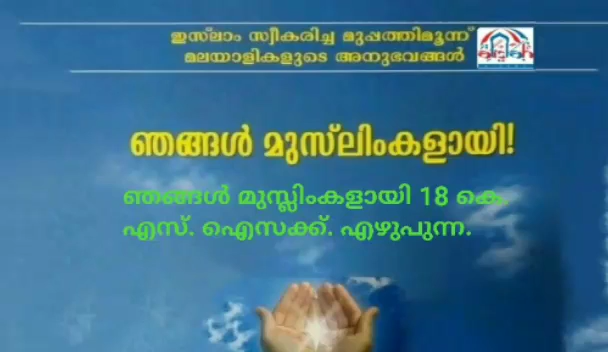 ഇസ്‌ലാം സ്വീകരിച്ച മുപ്പത്തിമൂന്ന്
മലയാളികളുടെ അനുഭവങ്ങൾ
ഞങ്ങൾ മുസ്‌ലിംകളായി!
ഞങ്ങൾ മുസ്ലിംകളായി 18 കെ.
എസ്. ഐസക്ക്. എഴുപുന്ന.